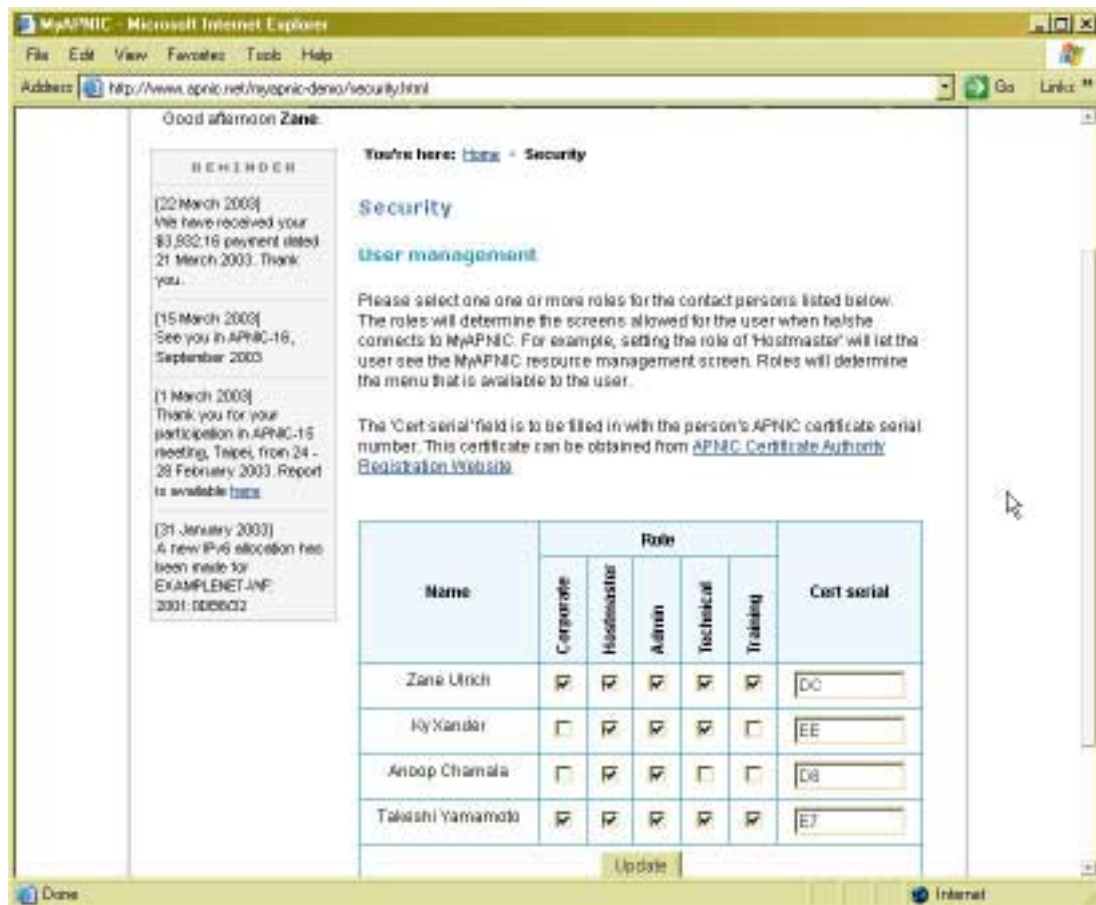 MyAPNIC - Microsoft Internet Explorer
File Edit View Favorites Tools Help
Address http://www.apnic.net/myapnic-demo/security.html Go Links »
Good afternoon Zane.
REMINDER
[22 March 2003]
We have received your
$3,932.16 payment dated
21 March 2003. Thank
you.
[15 March 2003]
See you in APNIC-16,
September 2003
[1 March 2003]
Thank you for your
participation in APNIC-15
meeting, Taipei, from 24 -
28 February 2003. Report
is available here
[31 January 2003]
A new IPv6 allocation has
been made for
2001:
You're here: Home Security
Security
User management
Please select one one or more roles for the contact persons listed below.
The roles will determine the screens allowed for the user when he/she
connects to MyAPNIC. For example, setting the role of 'Hostmaster' will let the
user see the MyAPNIC resource management screen. Roles will determine
the menu that is available to the user.
The 'Cert serial' field is to be filled in with the person's APNIC certificate serial
number. This certificate can be obtained from APNIC Certificate Authority
Registration Website
Name Role Cert serial
Corporate Hostmaster Admin Technical Training
Zane Ulrich DC
Ky Xander EE
Anoop Chamala D8
Takeshi Yamamoto E7
Update
Done Internet